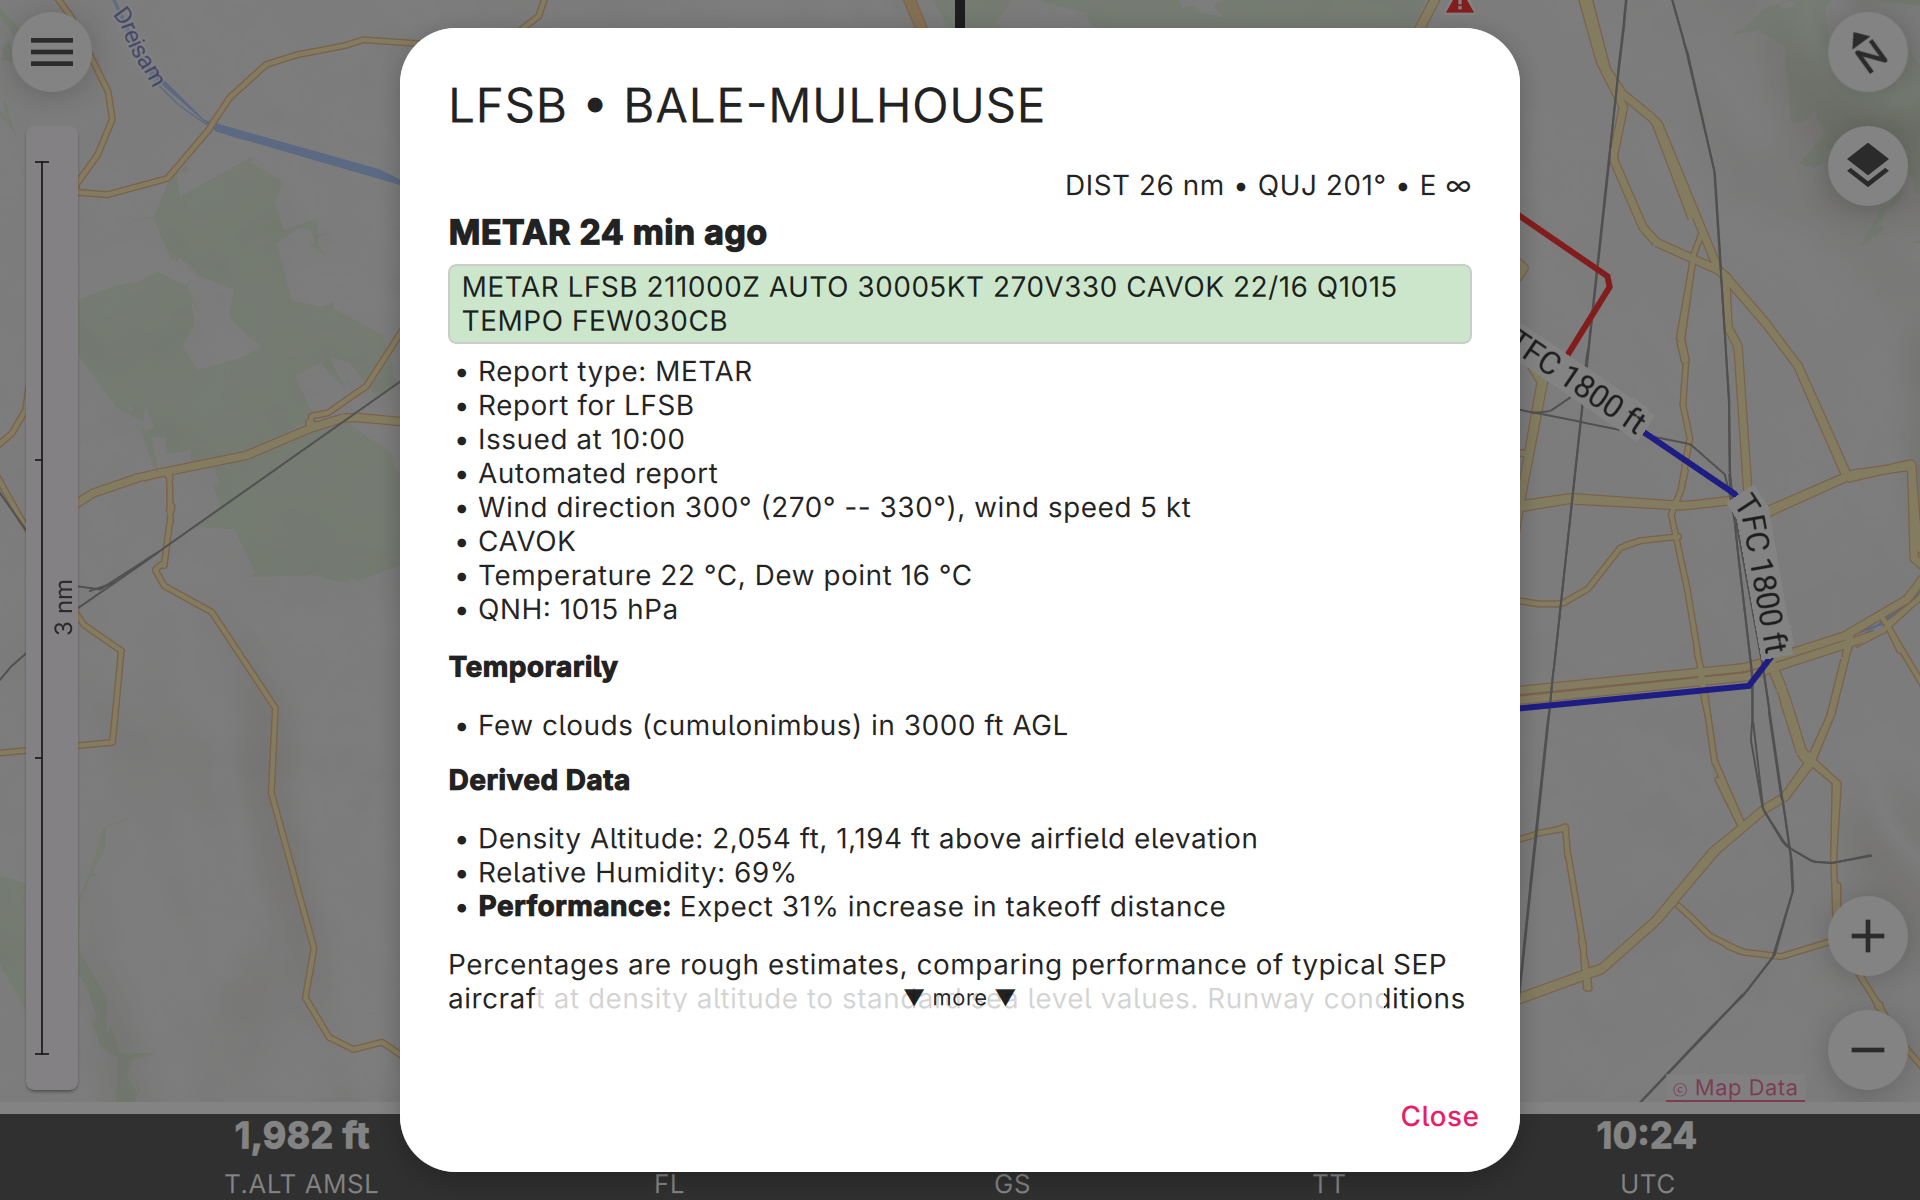 Dreisam
LFSB • BALE-MULHOUSE
DIST 26 nm • QUJ 201° • E ∞
METAR 24 min ago
METAR LFSB 211000Z AUTO 30005KT 270V330 CAVOK 22/16 Q1015
TEMPO FEW030CB
• Report type: METAR
• Report for LFSB
• Issued at 10:00
• Automated report
• Wind direction 300° (270° -- 330°), wind speed 5 kt
• CAVOK
• Temperature 22 °C, Dew point 16 °C
• QNH: 1015 hPa
Temporarily
• Few clouds (cumulonimbus) in 3000 ft AGL
Derived Data
• Density Altitude: 2,054 ft, 1,194 ft above airfield elevation
• Relative Humidity: 69%
• Performance: Expect 31% increase in takeoff distance
Percentages are rough estimates, comparing performance of typical SEP
aircraft at density altitude to standard sea level values. Runway conditions
▼ more ▼
Close
N
3 nm
TFC 1800 ft
TFC 1800 ft
© Map Data
1,982 ft
T.ALT AMSL
FL
GS
TT
10:24
UTC